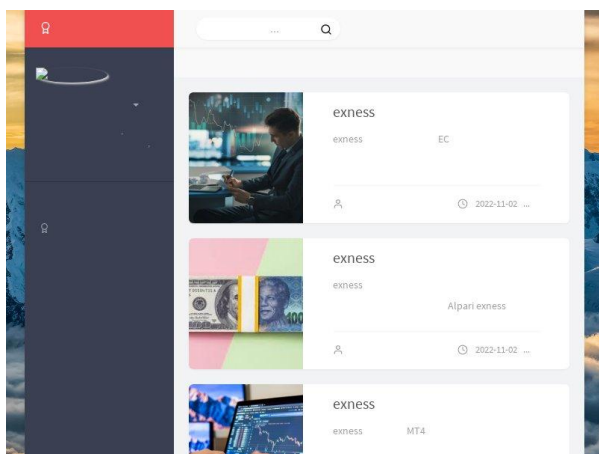 ...
exness
exness EC
2022-11-02 ...
exness
exness
Alpari exness
2022-11-02 ...
100
exness
exness MT4